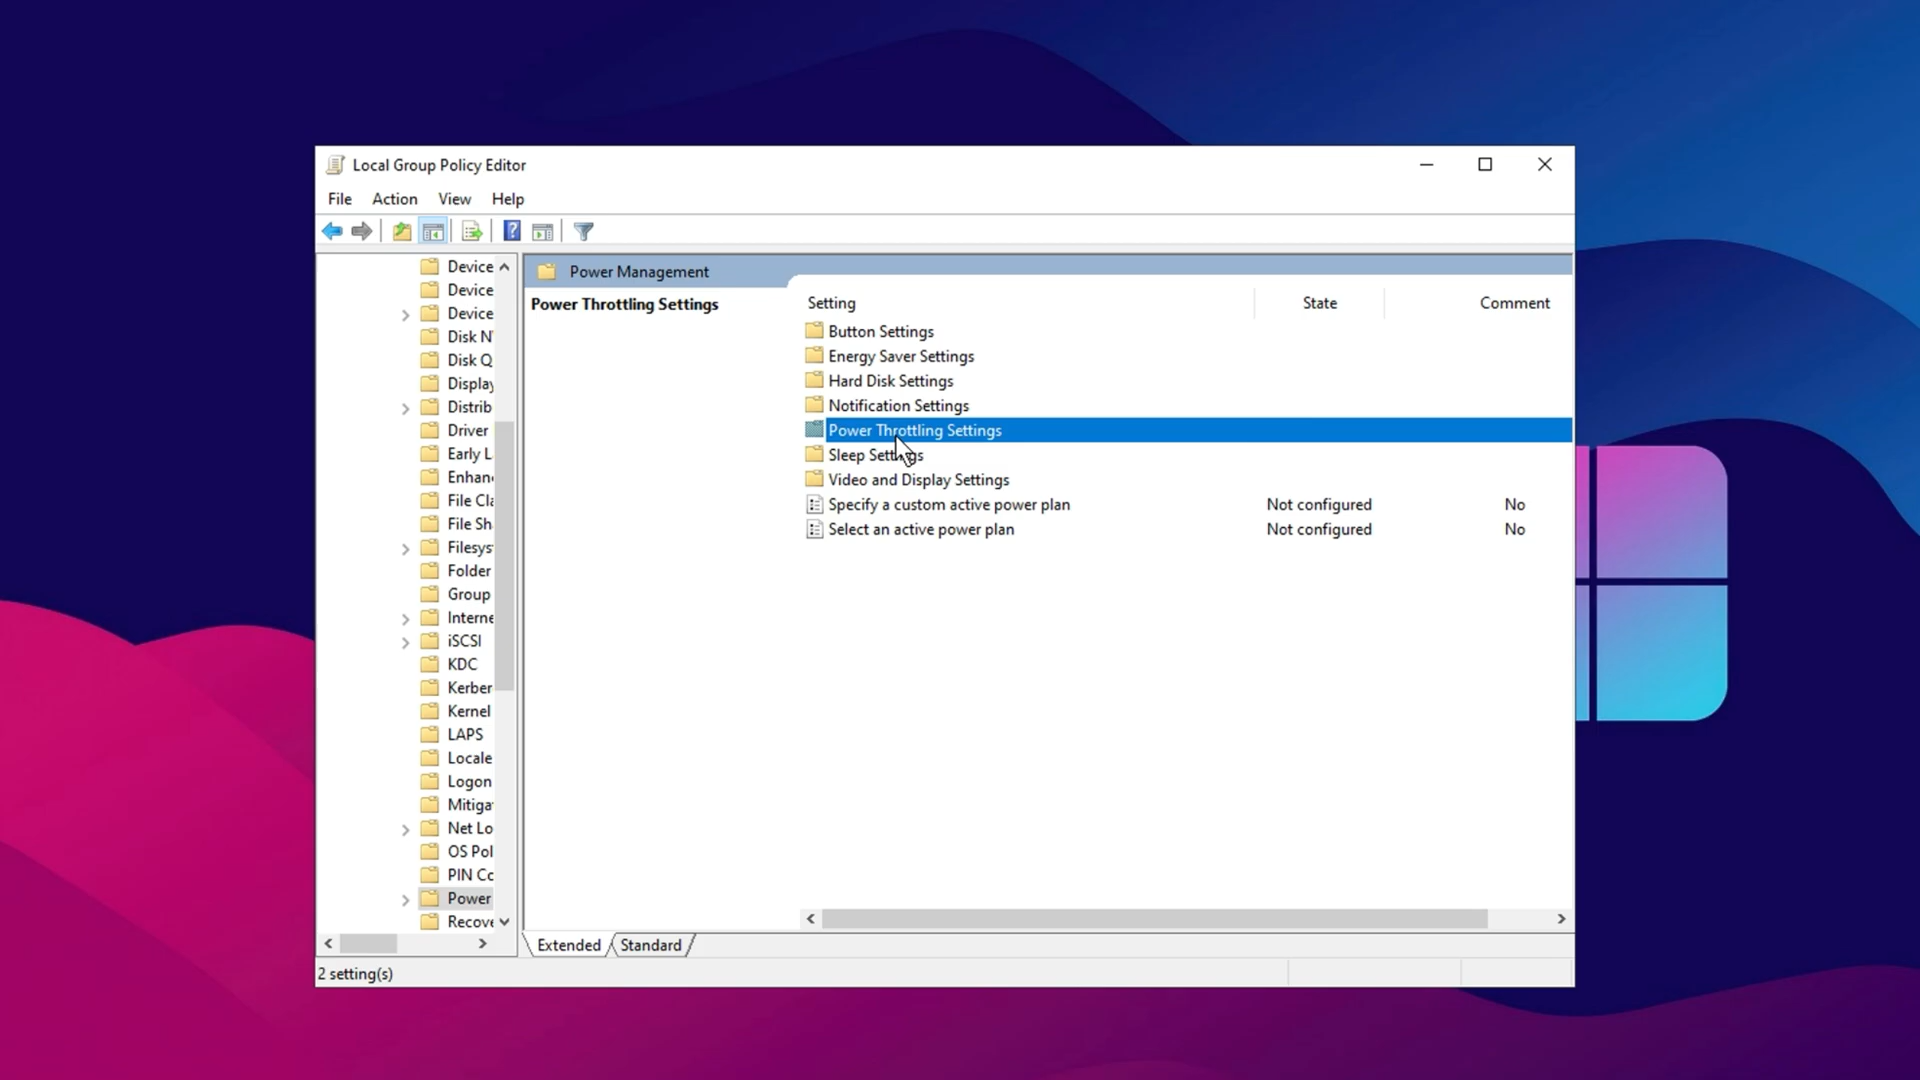 Local Group Policy Editor
File Action View Help
Device
Device
Device
Disk N
Disk Q
Display
Distrib
Driver
Early L
Enhan
File Cla
File Sh
Filesys
Folder
Group
Interne
iSCSI
KDC
Kerber
Kernel
LAPS
Locale
Logon
Mitiga
Net Lo
OS Pol
PIN Co
Power
Recove
Power Management
Power Throttling Settings
Setting State Comment
Button Settings
Energy Saver Settings
Hard Disk Settings
Notification Settings
Power Throttling Settings
Sleep Settings
Video and Display Settings
Specify a custom active power plan Not configured No
Select an active power plan Not configured No
Extended Standard
2 setting(s)